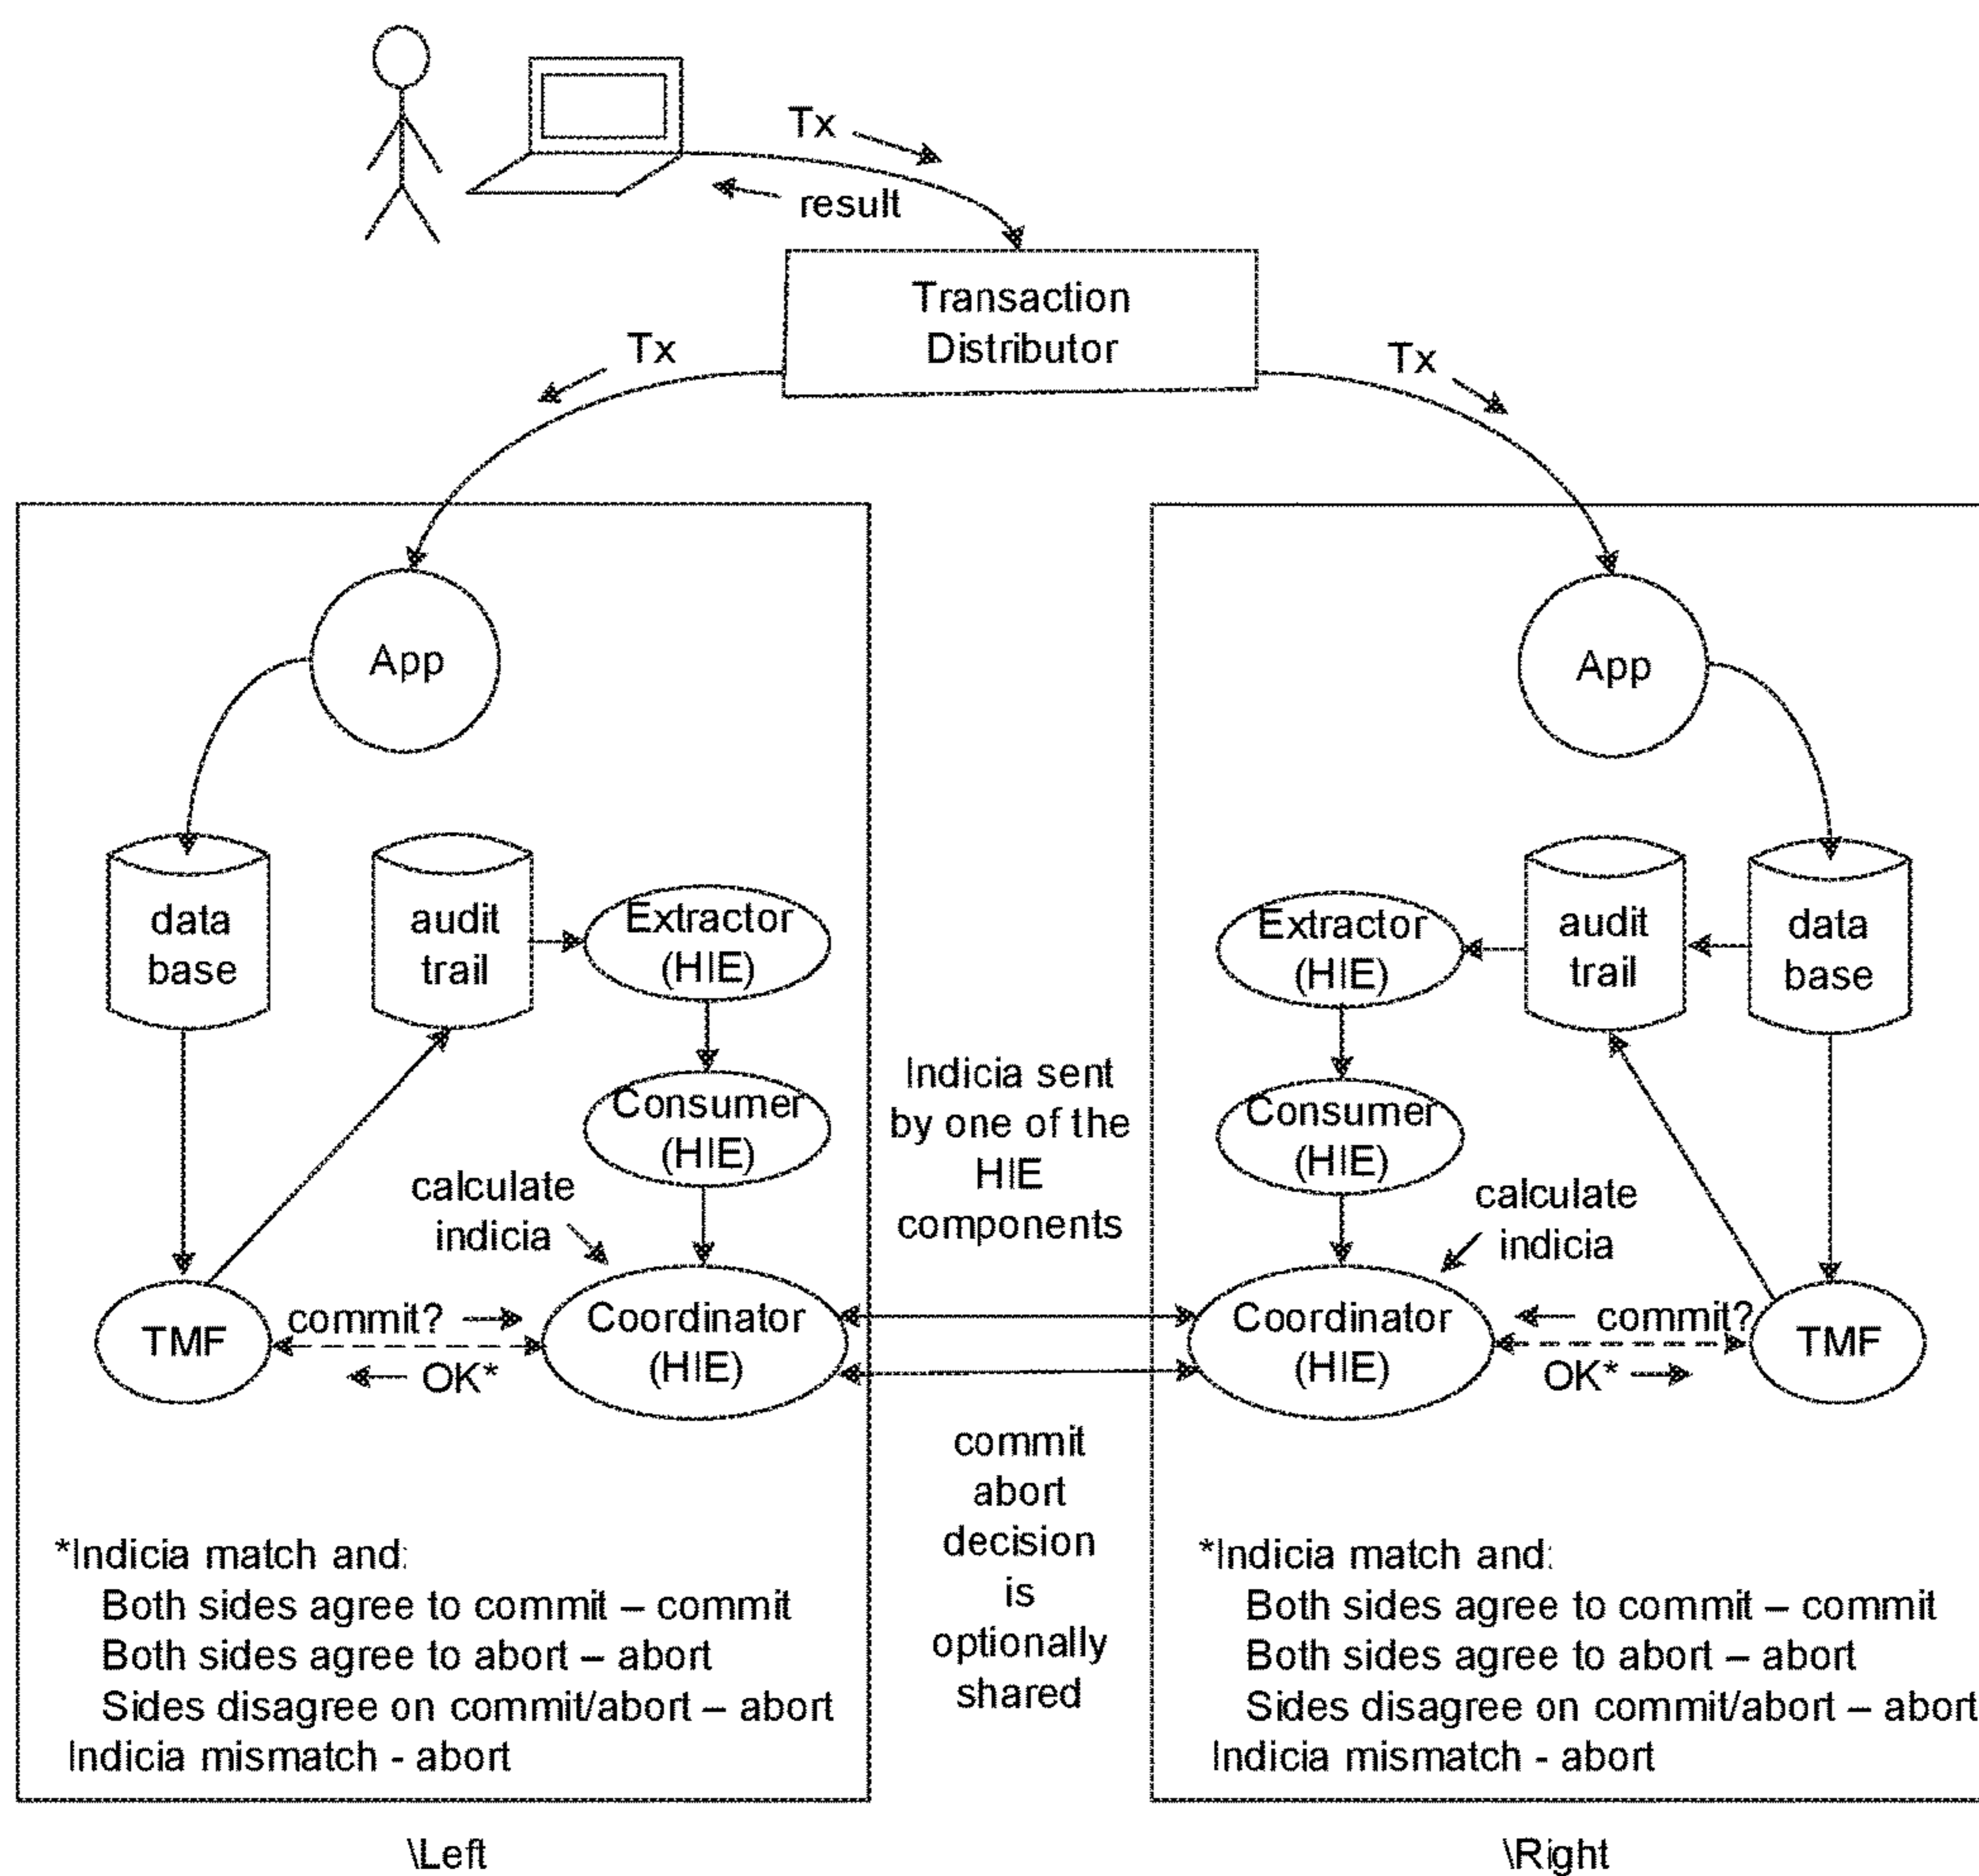 Tx
result
Transaction
Distributor
Tx
Tx
App
App
data
base
audit
trail
Extractor
(HIE)
Extractor
(HIE)
audit
trail
data
base
Consumer
(HIE)
Indicia sent
by one of the
HIE
components
Consumer
(HIE)
calculate
indicia
calculate
indicia
TMF
commit?
OK*
Coordinator
(HIE)
Coordinator
(HIE)
commit?
OK*
TMF
commit
abort
decision
is
optionally
shared
*Indicia match and:
Both sides agree to commit – commit
Both sides agree to abort – abort
Sides disagree on commit/abort – abort
Indicia mismatch - abort
*Indicia match and:
Both sides agree to commit – commit
Both sides agree to abort – abort
Sides disagree on commit/abort – abort
Indicia mismatch - abort
\Left
\Right